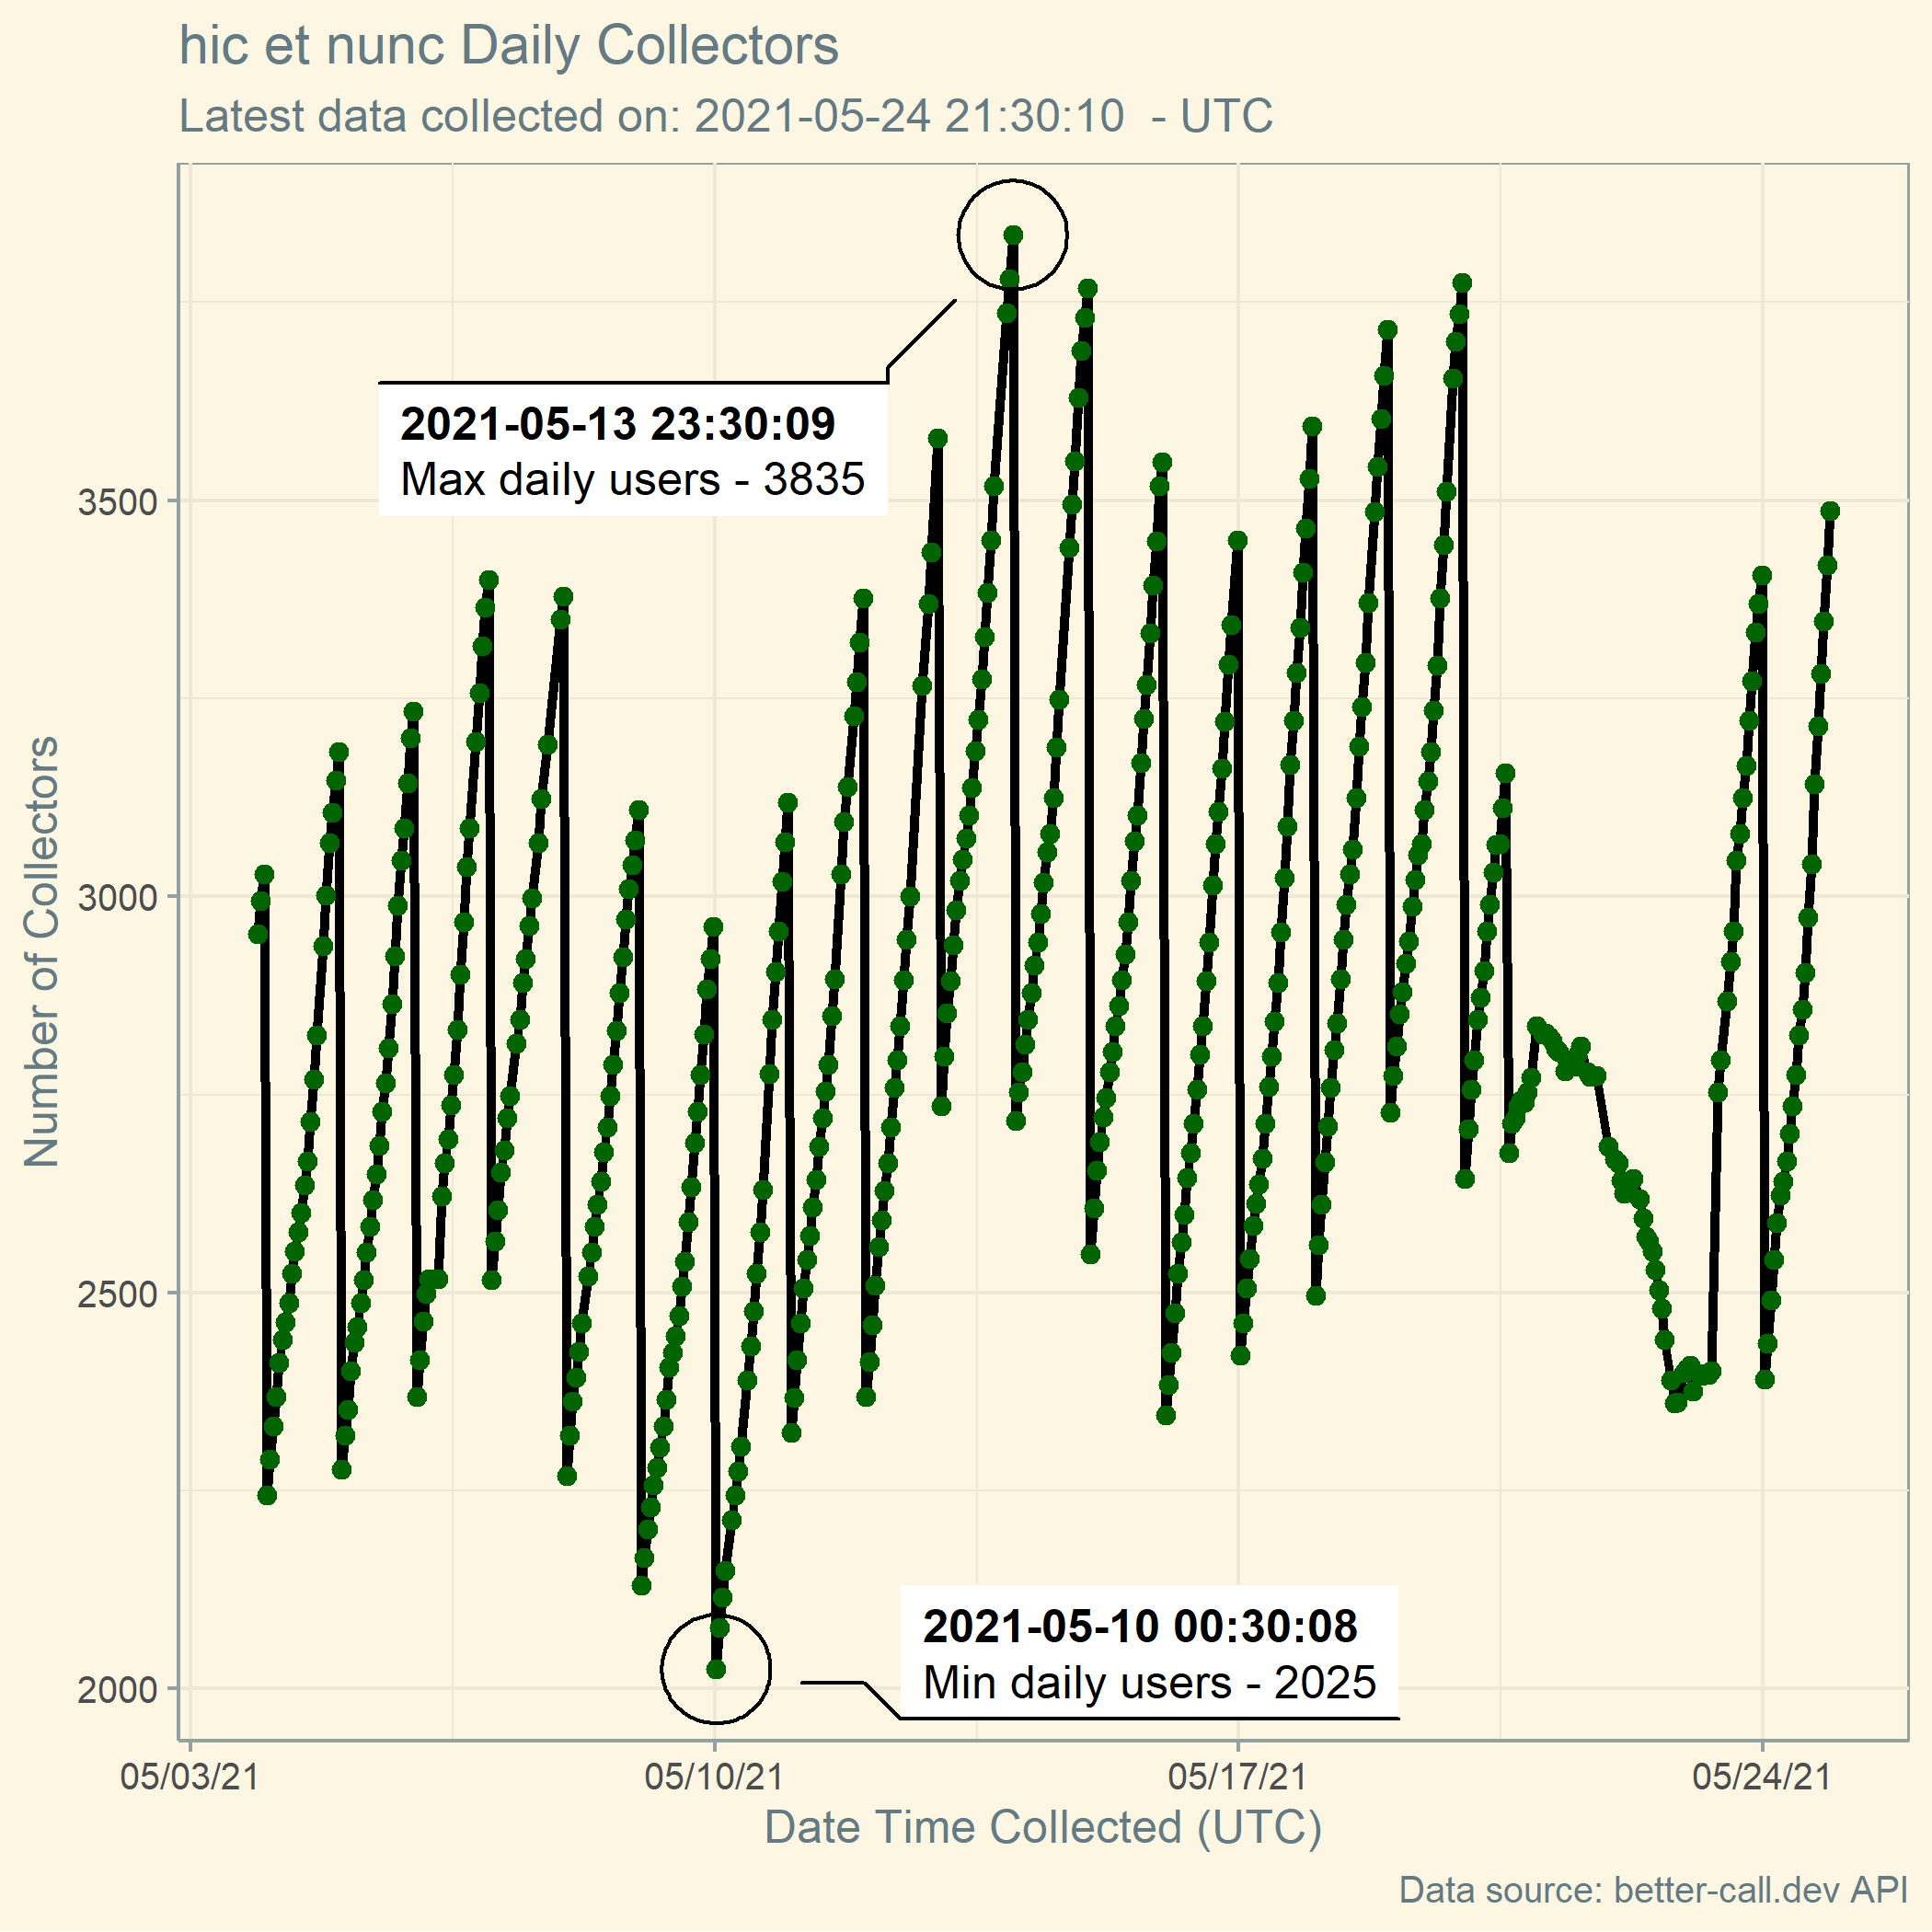 hic et nunc Daily Collectors
Latest data collected on: 2021-05-24 21:30:10  - UTC
Number of Collectors
3500
3000
2500
2000
2021-05-13 23:30:09
Max daily users - 3835
2021-05-10 00:30:08
Min daily users - 2025
05/03/21 05/10/21 05/17/21 05/24/21
Date Time Collected (UTC)
Data source: better-call.dev API